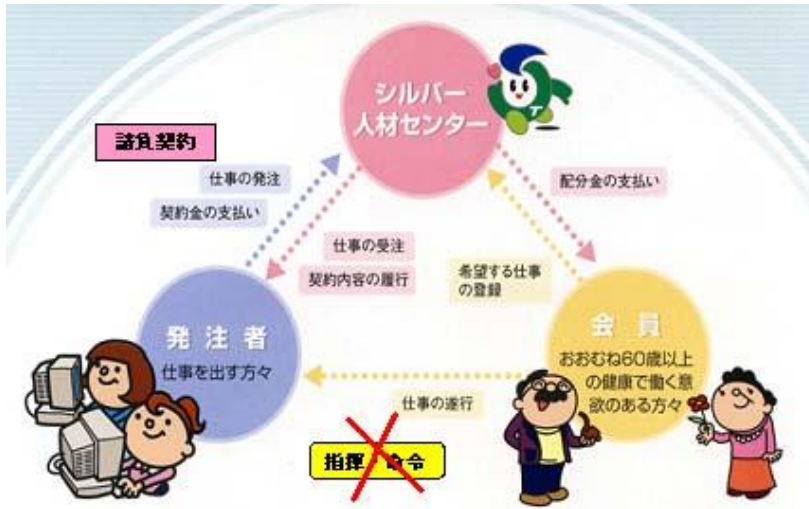 シルバー
人材センター
請負契約
仕事の発注
契約金の支払い
配分金の支払い
仕事の受注
契約内容の履行
希望する仕事
の登録
発注者
仕事を出す方々
会員
おおむね60歳以上
の健康で働く意
欲のある方々
仕事の遂行
指揮・命令
T